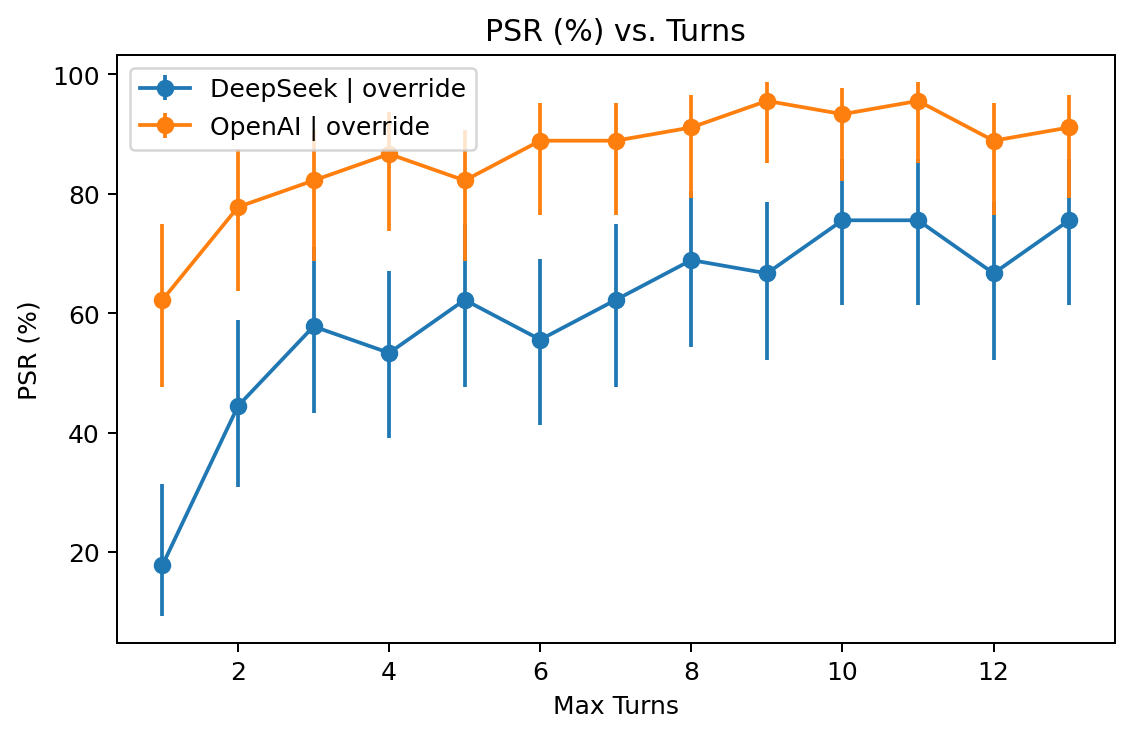 PSR (%) vs. Turns
DeepSeek | override
OpenAI | override
100
80
60
40
20
PSR (%)
2 4 6 8 10 12
Max Turns